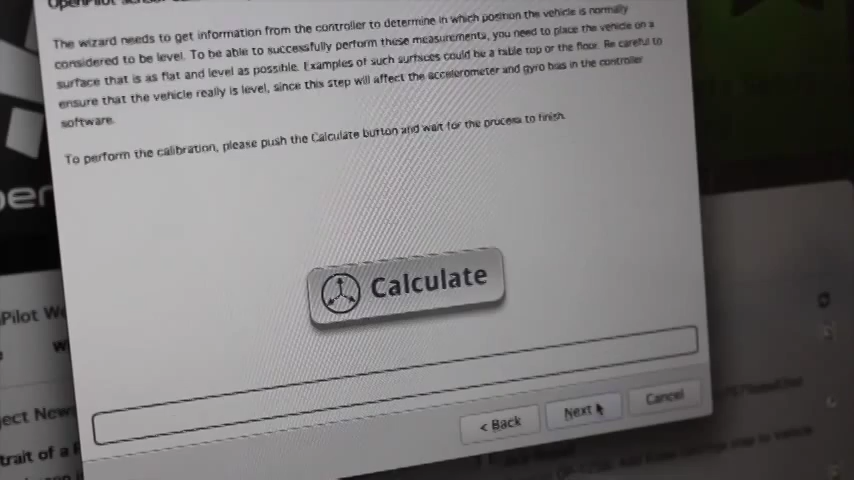 OpenPilot
The wizard needs to get information from the controller to determine in which position the vehicle is normally
considered to be level. To be able to successfully perform these measurements, you need to place the vehicle on a
surface that is as flat and level as possible. Examples of such surfaces could be a table top or the floor. Be careful to
ensure that the vehicle really is level, since this step will affect the accelerometer and gyro bias in the controller
software.
To perform the calibration, please push the Calculate button and wait for the process to finish.
Calculate
< Back
Next
Cancel
Pilot We
ject New
trait of a